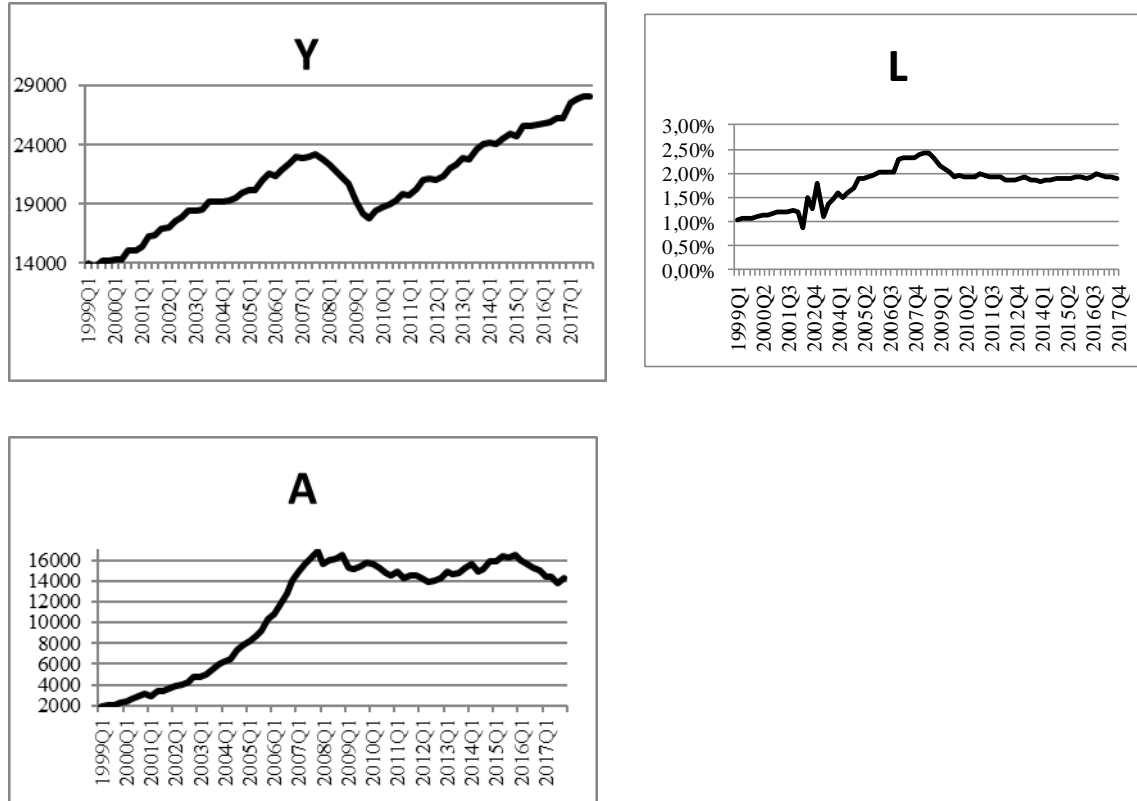 Y
29000
24000
19000
14000
1999Q1
2000Q1
2001Q1
2002Q1
2003Q1
2004Q1
2005Q1
2006Q1
2007Q1
2008Q1
2009Q1
2010Q1
2011Q1
2012Q1
2013Q1
2014Q1
2015Q1
2016Q1
2017Q1
L
3,00%
2,50%
2,00%
1,50%
1,00%
0,50%
0,00%
1999Q1
2000Q2
2001Q3
2002Q4
2004Q1
2005Q2
2006Q3
2007Q4
2009Q1
2010Q2
2011Q3
2012Q4
2014Q1
2015Q2
2016Q3
2017Q4
A
16000
14000
12000
10000
8000
6000
4000
2000
1999Q1
2000Q1
2001Q1
2002Q1
2003Q1
2004Q1
2005Q1
2006Q1
2007Q1
2008Q1
2009Q1
2010Q1
2011Q1
2012Q1
2013Q1
2014Q1
2015Q1
2016Q1
2017Q1